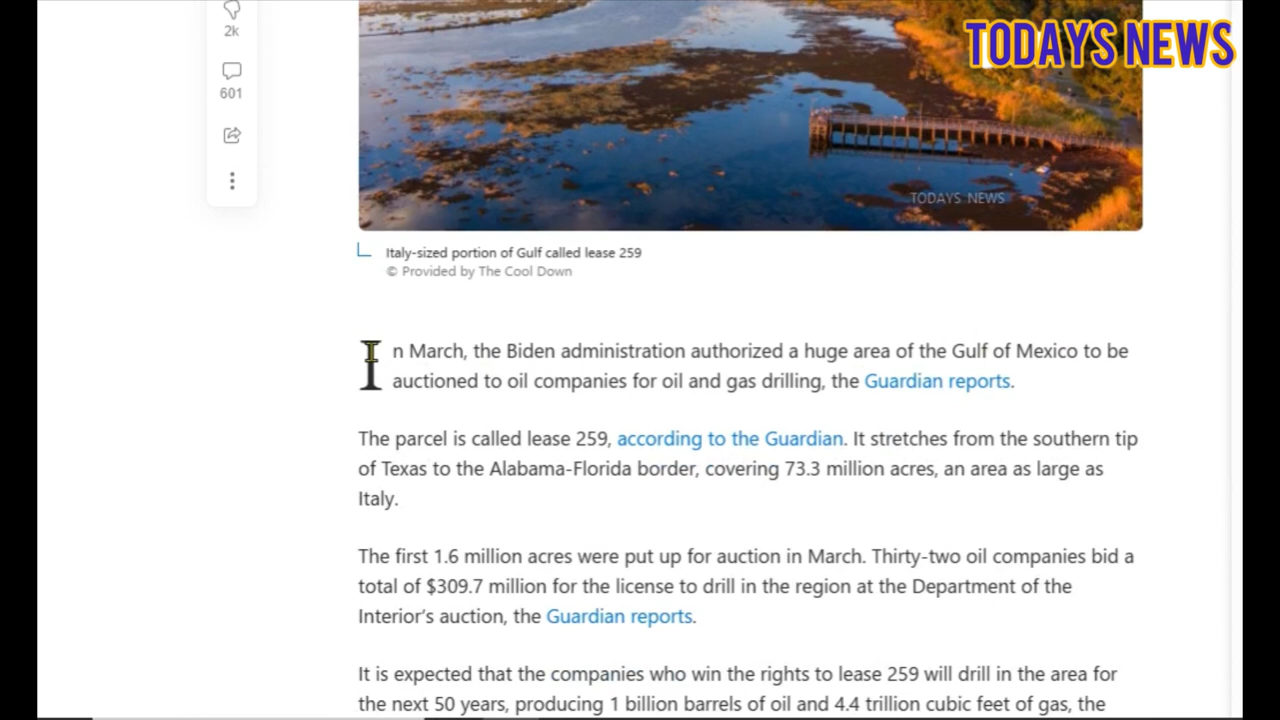 2k
TODAYS NEWS
601
TODAYS NEWS
Italy-sized portion of Gulf called lease 259
© Provided by The Cool Down
In March, the Biden administration authorized a huge area of the Gulf of Mexico to be
auctioned to oil companies for oil and gas drilling, the Guardian reports.
The parcel is called lease 259, according to the Guardian. It stretches from the southern tip
of Texas to the Alabama-Florida border, covering 73.3 million acres, an area as large as
Italy.
The first 1.6 million acres were put up for auction in March. Thirty-two oil companies bid a
total of $309.7 million for the license to drill in the region at the Department of the
Interior’s auction, the Guardian reports.
It is expected that the companies who win the rights to lease 259 will drill in the area for
the next 50 years, producing 1 billion barrels of oil and 4.4 trillion cubic feet of gas, the